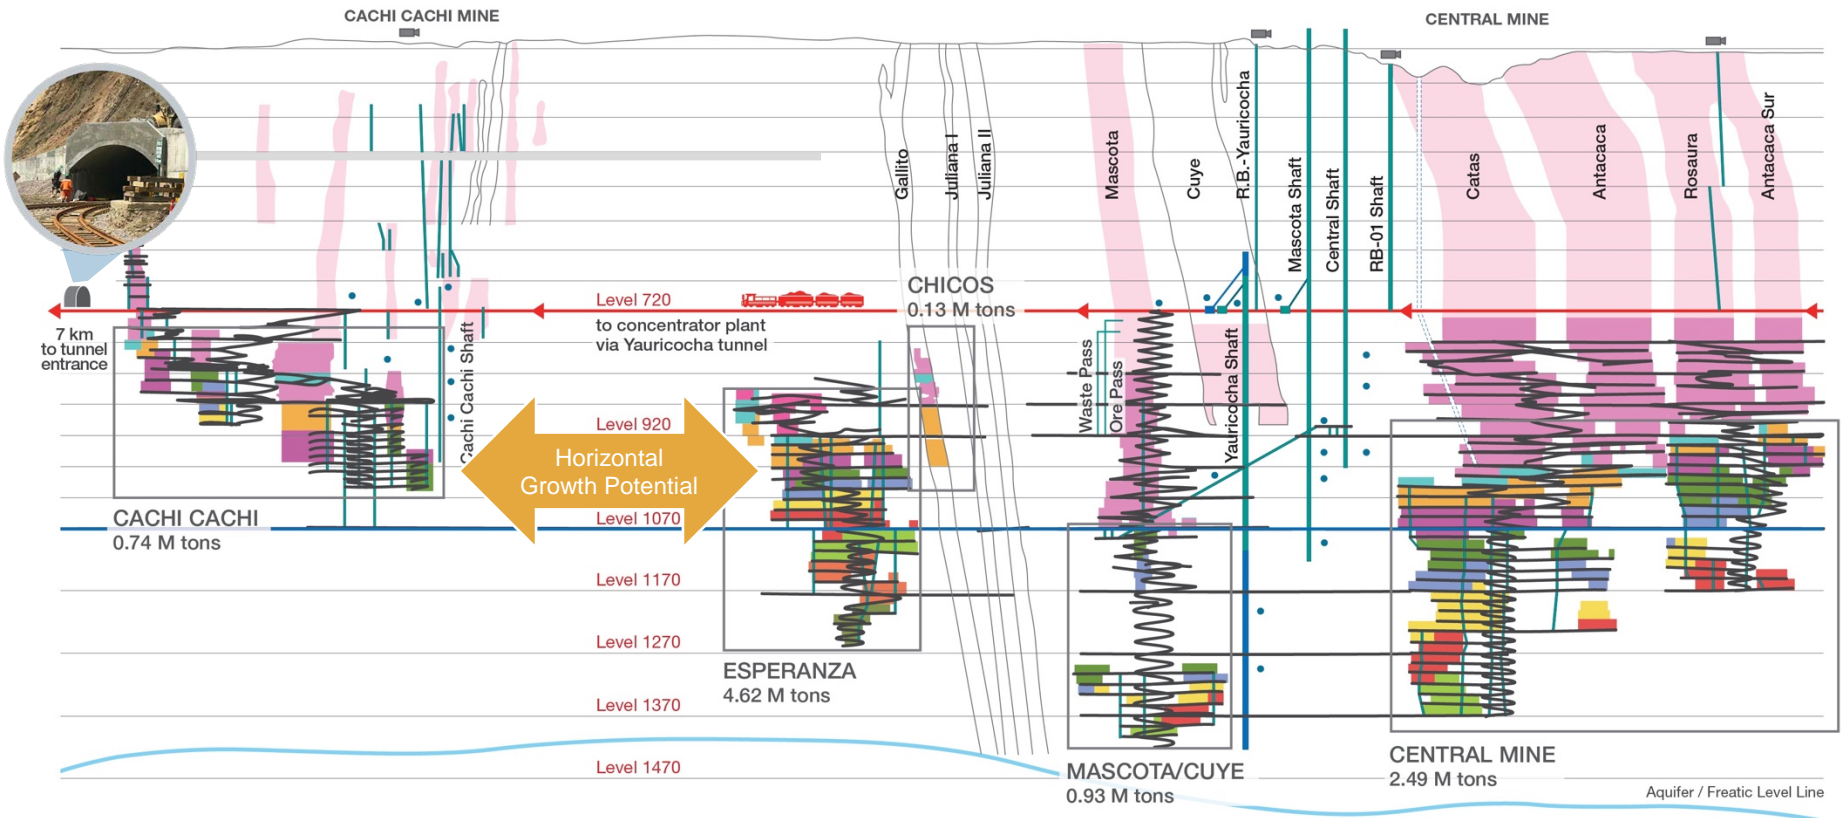 CACHI CACHI MINE
CENTRAL MINE
Gallito
Juliana I
Juliana II
Mascota
Cuye
R.B.-Yauricocha
Mascota Shaft
Central Shaft
RB-01 Shaft
Catas
Antacaca
Rosaura
Antacaca Sur
CHICOS
0.13 M tons
Level 720
to concentrator plant
via Yauricocha tunnel
7 km
to tunnel
entrance
Cachi Cachi Shaft
Waste Pass
Ore Pass
Yauricocha Shaft
Level 920
Horizontal
Growth Potential
CACHI CACHI
0.74 M tons
Level 1070
Level 1170
Level 1270
ESPERANZA
4.62 M tons
Level 1370
Level 1470
MASCOTA/CUYE
0.93 M tons
CENTRAL MINE
2.49 M tons
Aquifer / Freatic Level Line